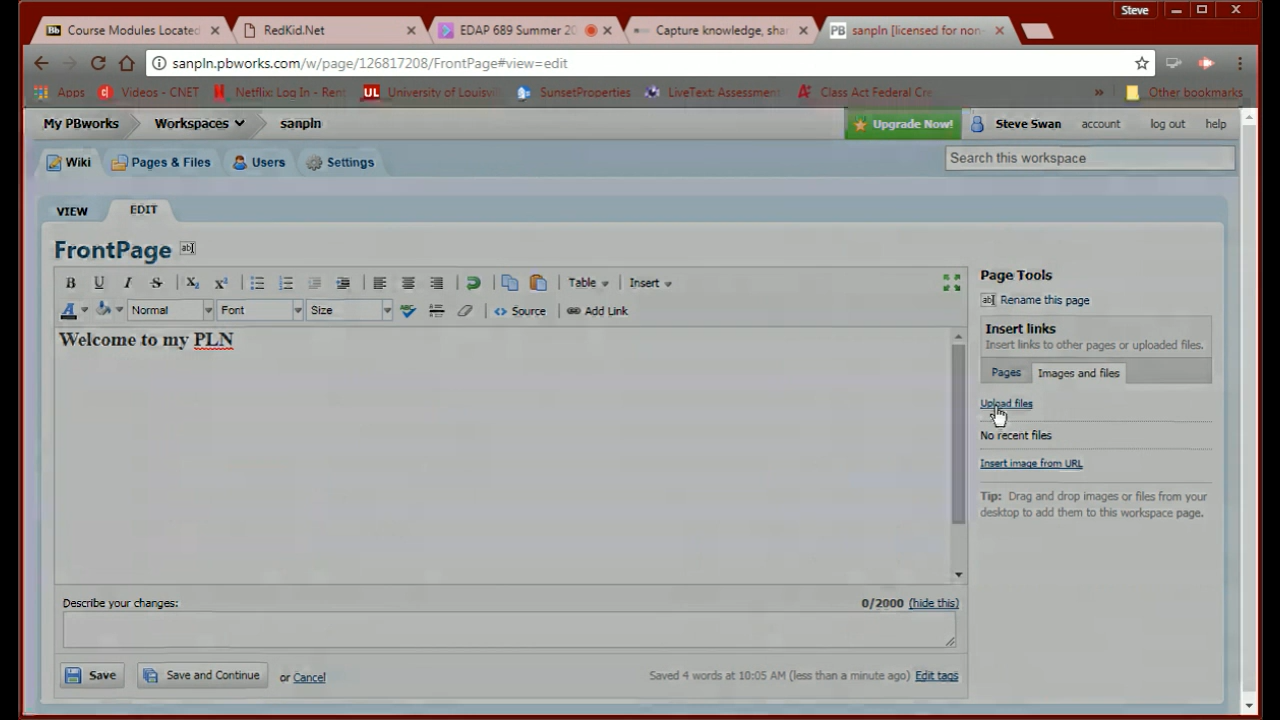 Steve
Course Modules Located
RedKid.Net
EDAP 689 Summer 20
Capture knowledge, sha
PB sanpln [licensed for non-
sanpln.pbworks.com/w/page/126817208/FrontPage#view=edit
Apps
Videos - CNET
Netflix: Log In - Rent
UL University of Louisvil
SunsetProperties
LiveText: Assessment
Class Act Federal Cre
» Other bookmarks
My PBworks Workspaces sanpln Upgrade Now! Steve Swan account log out help
Wiki Pages & Files Users Settings Search this workspace
VIEW EDIT
FrontPage
B U I S X₂ X² Table Insert
A Normal Font Size Source Add Link
Welcome to my PLN
Page Tools
Rename this page
Insert links
Insert links to other pages or uploaded files.
Pages Images and files
Upload files
No recent files
Insert image from URL
Tip: Drag and drop images or files from your
desktop to add them to this workspace page.
Describe your changes: 0/2000 (hide this)
Save Save and Continue or Cancel Saved 4 words at 10:05 AM (less than a minute ago) Edit tags